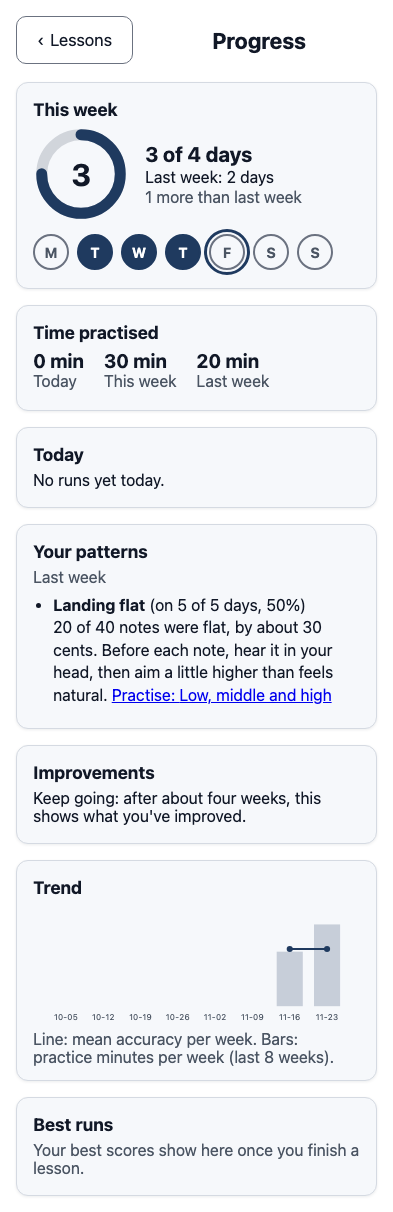 ‹ Lessons
Progress
This week
3
3 of 4 days
Last week: 2 days
1 more than last week
M T W T F S S
Time practised
0 min 30 min 20 min
Today This week Last week
Today
No runs yet today.
Your patterns
Last week
• Landing flat (on 5 of 5 days, 50%)
20 of 40 notes were flat, by about 30
cents. Before each note, hear it in your
head, then aim a little higher than feels
natural. Practise: Low, middle and high
Improvements
Keep going: after about four weeks, this
shows what you've improved.
Trend
10-05 10-12 10-19 10-26 11-02 11-09 11-16 11-23
Line: mean accuracy per week. Bars:
practice minutes per week (last 8 weeks).
Best runs
Your best scores show here once you finish a
lesson.